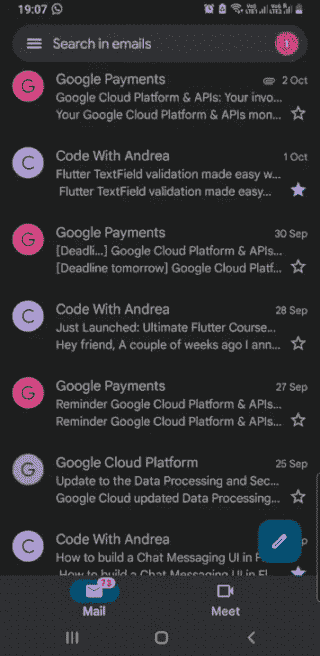 19:07
Search in emails
1
G
Google Payments
2 Oct
Google Cloud Platform & APIs: Your invo...
Your Google Cloud Platform & APIs mon...
C
Code With Andrea
1 Oct
Flutter TextField validation made easy w...
Flutter TextField validation made easy...
G
Google Payments
30 Sep
[Deadli...] Google Cloud Platform & APIs...
[Deadline tomorrow] Google Cloud Platf...
C
Code With Andrea
28 Sep
Just Launched: Ultimate Flutter Course...
Hey friend, A couple of weeks ago I ann...
G
Google Payments
27 Sep
Reminder Google Cloud Platform & APIs...
Reminder Google Cloud Platform & APIs...
G
Google Cloud Platform
25 Sep
Update to the Data Processing and Sec...
Google Cloud updated Data Processing...
C
Code With Andrea
How to build a Chat Messaging UI in F
How to build a Chat Messaging UI in Fl
Mail
Meet